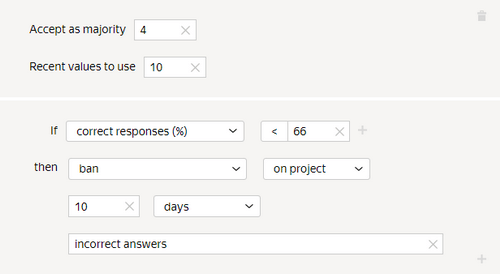 Accept as majority 4
Recent values to use 10
If correct responses (%) < 66
then ban on project
10 days
incorrect answers